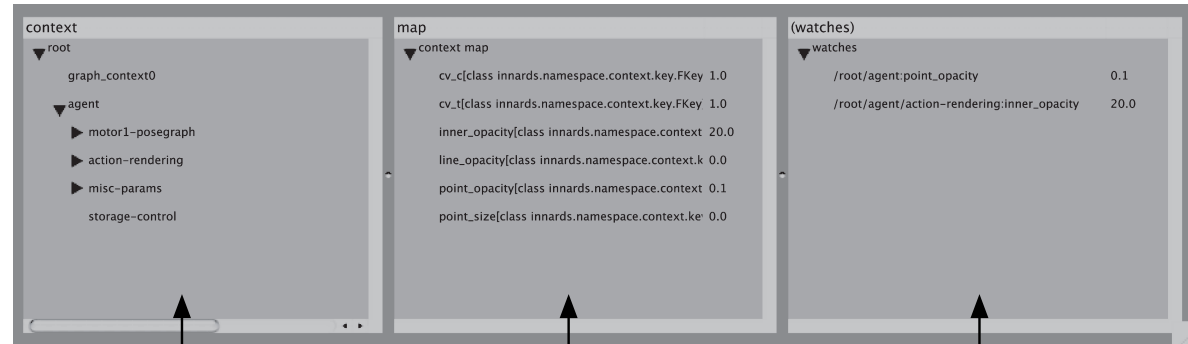 context
root
graph_context0
agent
motor1-posegraph
action-rendering
misc-params
storage-control
map
context map
cv_c[class innards.namespace.context.key.FKey 1.0
cv_t[class innards.namespace.context.key.FKey 1.0
inner_opacity[class innards.namespace.context 20.0
line_opacity[class innards.namespace.context.k 0.0
point_opacity[class innards.namespace.context 0.1
point_size[class innards.namespace.context.ke 0.0
(watches)
watches
/root/agent:point_opacity 0.1
/root/agent/action-rendering:inner_opacity 20.0